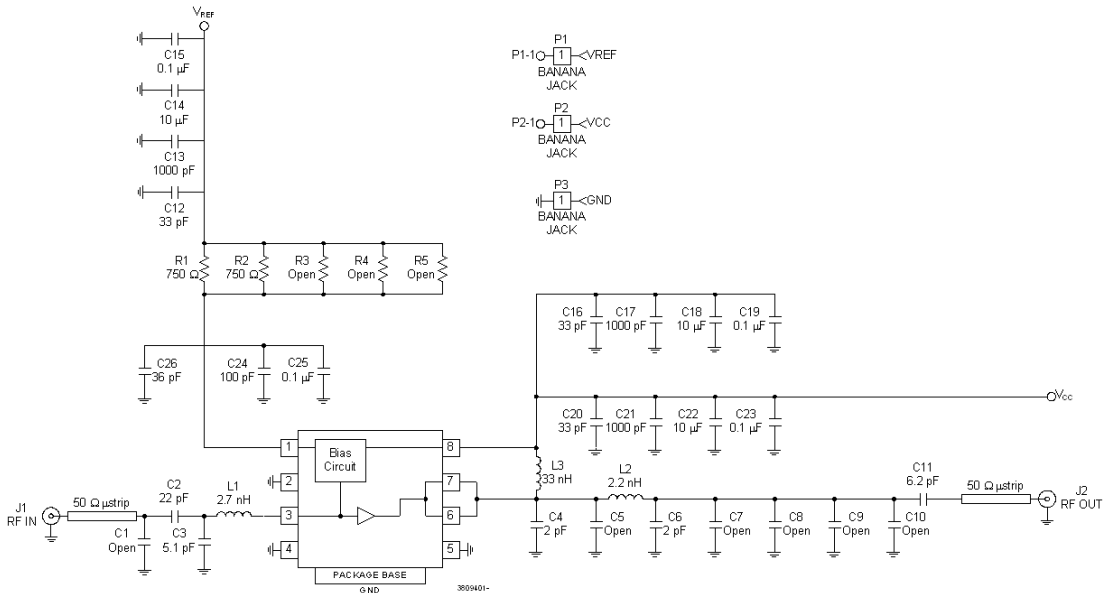 VREF
C15
0.1 µF
C14
10 µF
C13
1000 pF
C12
33 pF
P1
P1-1
1
VREF
BANANA
JACK
P2
P2-1
1
VCC
BANANA
JACK
P3
1
GND
BANANA
JACK
R1
750 Ω
R2
750 Ω
R3
Open
R4
Open
R5
Open
C16
33 pF
C17
1000 pF
C18
10 µF
C19
0.1 µF
C26
36 pF
C24
100 pF
C25
0.1 µF
VCC
C20
33 pF
C21
1000 pF
C22
10 µF
C23
0.1 µF
1
8
Bias
Circuit
2
7
3
6
4
5
PACKAGE BASE
GND
3809401-
J1
RF IN
50 Ω µstrip
C1
Open
C2
22 pF
C3
5.1 pF
L1
2.7 nH
L3
33 nH
L2
2.2 nH
C4
2 pF
C5
Open
C6
2 pF
C7
Open
C8
Open
C9
Open
C10
Open
C11
6.2 pF
50 Ω µstrip
J2
RF OUT